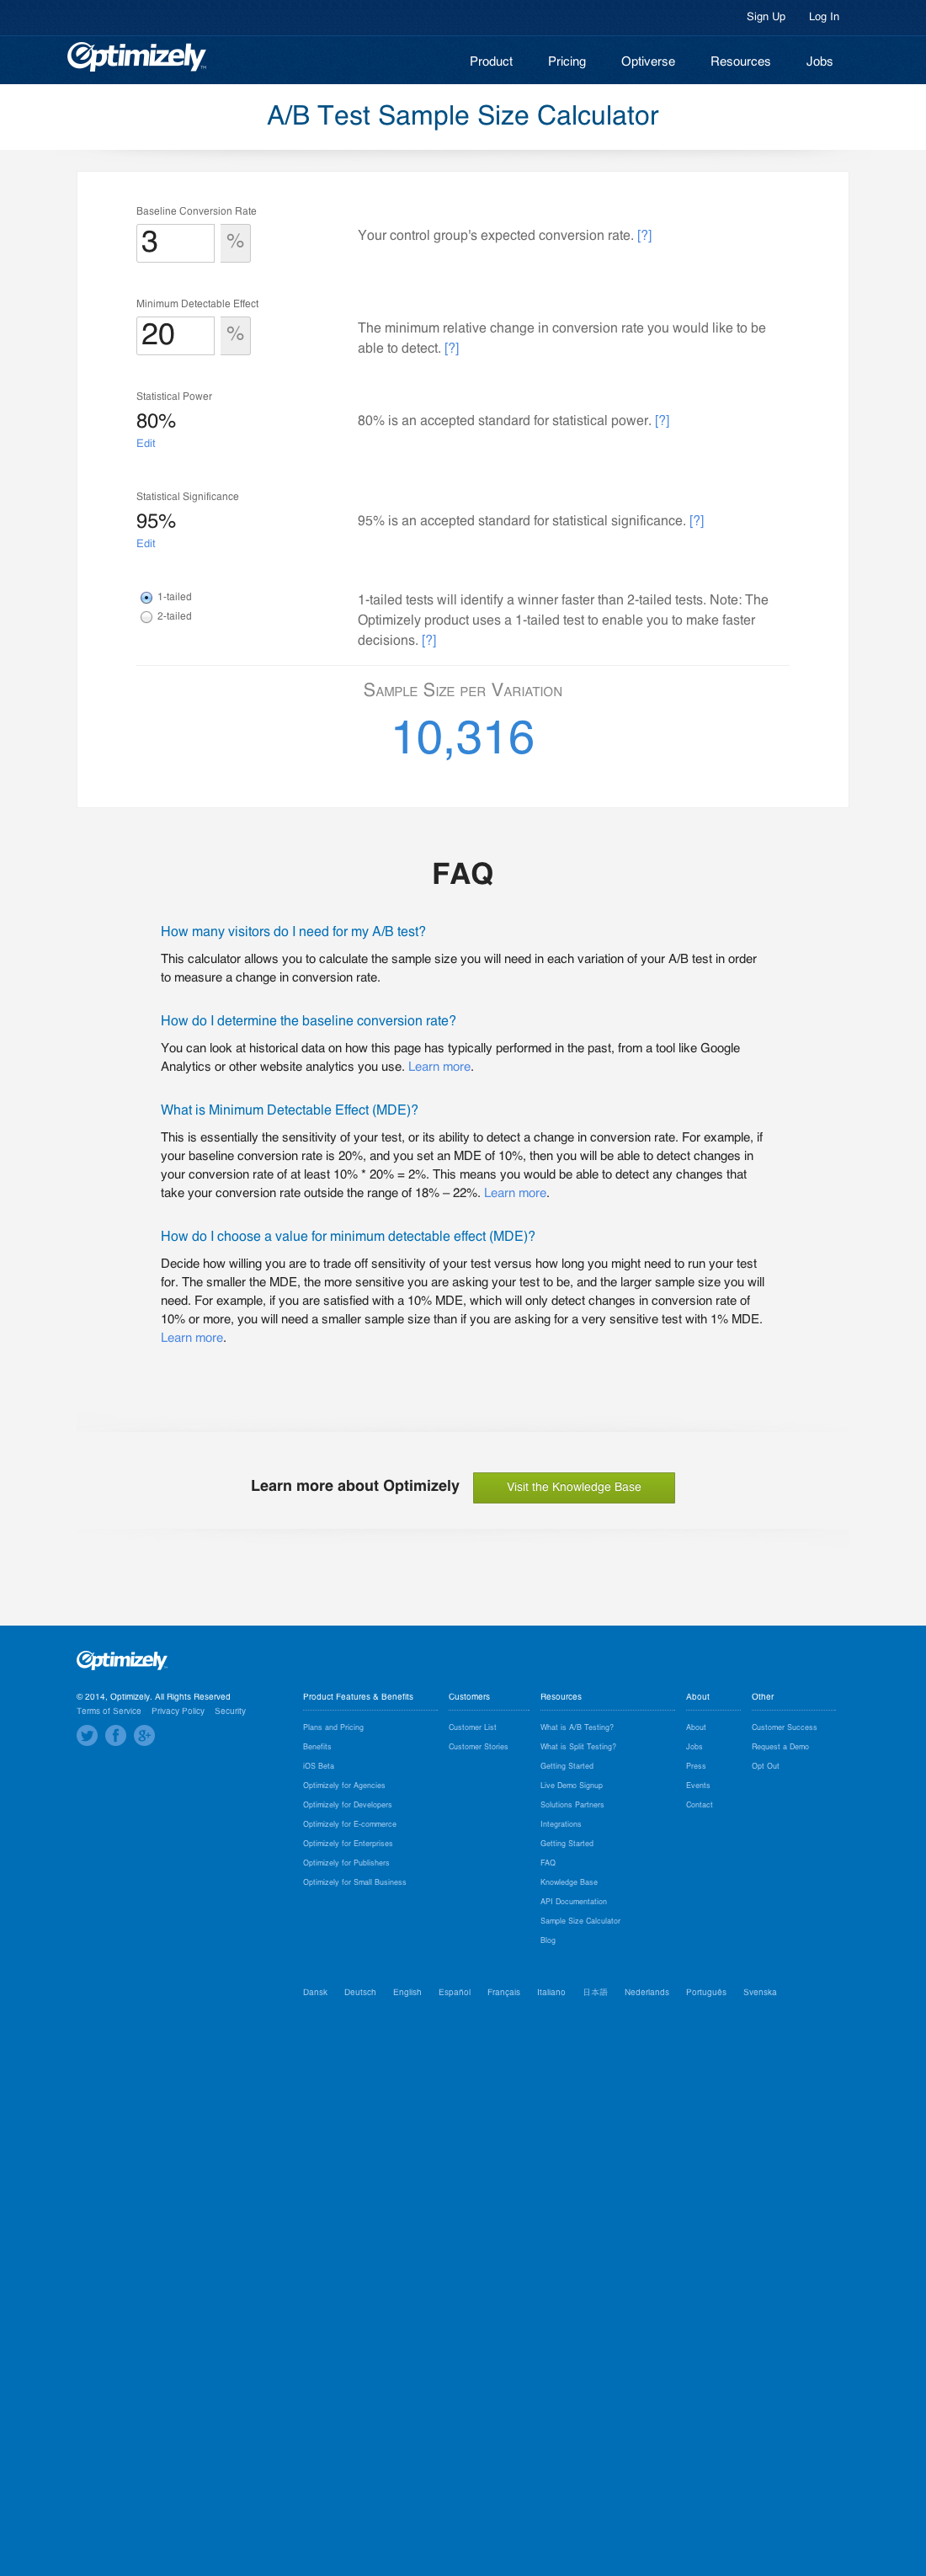 Sign Up Log In
Optimizely
Product Pricing Optiverse Resources Jobs
A/B Test Sample Size Calculator
Baseline Conversion Rate
3 %
Your control group's expected conversion rate. [?]
Minimum Detectable Effect
20 %
The minimum relative change in conversion rate you would like to be
able to detect. [?]
Statistical Power
80%
Edit
80% is an accepted standard for statistical power. [?]
Statistical Significance
95%
Edit
95% is an accepted standard for statistical significance. [?]
1-tailed
2-tailed
1-tailed tests will identify a winner faster than 2-tailed tests. Note: The
Optimizely product uses a 1-tailed test to enable you to make faster
decisions. [?]
Sample Size per Variation
10,316
FAQ
How many visitors do I need for my A/B test?
This calculator allows you to calculate the sample size you will need in each variation of your A/B test in order
to measure a change in conversion rate.
How do I determine the baseline conversion rate?
You can look at historical data on how this page has typically performed in the past, from a tool like Google
Analytics or other website analytics you use. Learn more.
What is Minimum Detectable Effect (MDE)?
This is essentially the sensitivity of your test, or its ability to detect a change in conversion rate. For example, if
your baseline conversion rate is 20%, and you set an MDE of 10%, then you will be able to detect changes in
your conversion rate of at least 10% * 20% = 2%. This means you would be able to detect any changes that
take your conversion rate outside the range of 18% – 22%. Learn more.
How do I choose a value for minimum detectable effect (MDE)?
Decide how willing you are to trade off sensitivity of your test versus how long you might need to run your test
for. The smaller the MDE, the more sensitive you are asking your test to be, and the larger sample size you will
need. For example, if you are satisfied with a 10% MDE, which will only detect changes in conversion rate of
10% or more, you will need a smaller sample size than if you are asking for a very sensitive test with 1% MDE.
Learn more.
Learn more about Optimizely Visit the Knowledge Base
Optimizely
© 2014, Optimizely. All Rights Reserved
Terms of Service Privacy Policy Security
Product Features & Benefits
Plans and Pricing
Benefits
iOS Beta
Optimizely for Agencies
Optimizely for Developers
Optimizely for E-commerce
Optimizely for Enterprises
Optimizely for Publishers
Optimizely for Small Business
Customers
Customer List
Customer Stories
Resources
What is A/B Testing?
What is Split Testing?
Getting Started
Live Demo Signup
Solutions Partners
Integrations
Getting Started
FAQ
Knowledge Base
API Documentation
Sample Size Calculator
Blog
About
About
Jobs
Press
Events
Contact
Other
Customer Success
Request a Demo
Opt Out
Dansk Deutsch English Español Français Italiano 日本語 Nederlands Português Svenska